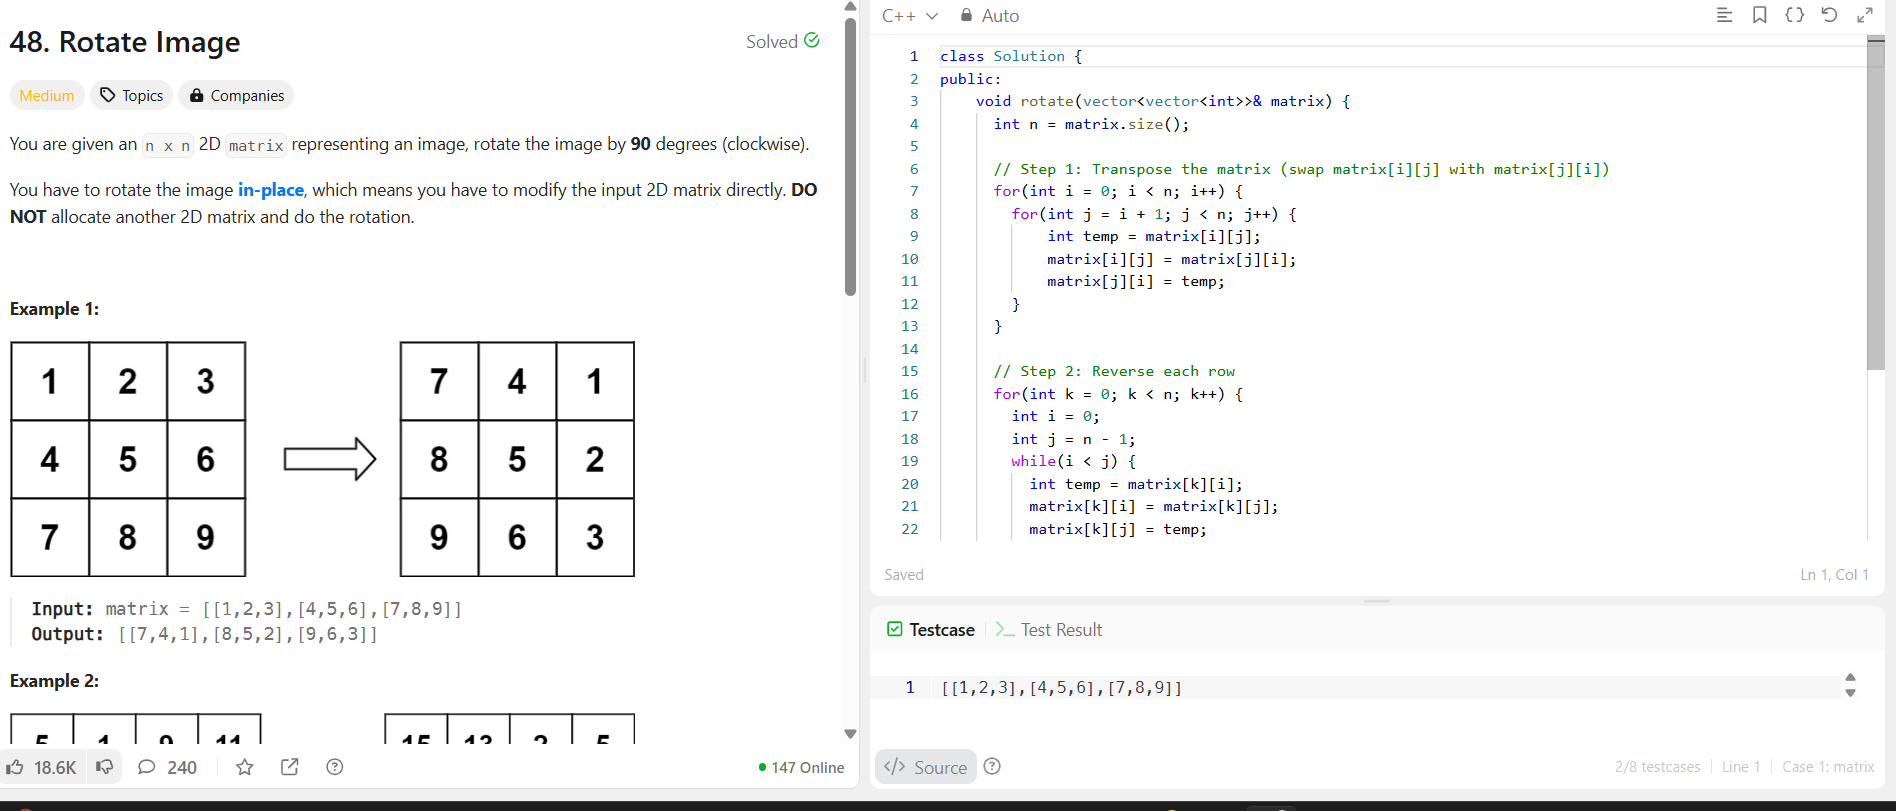 48. Rotate Image
Solved
Medium
Topics
Companies
You are given an n x n 2D matrix representing an image, rotate the image by 90 degrees (clockwise).
You have to rotate the image in-place, which means you have to modify the input 2D matrix directly. DO
NOT allocate another 2D matrix and do the rotation.
Example 1:
1 2 3
4 5 6
7 8 9
7 4 1
8 5 2
9 6 3
Input: matrix = [[1,2,3],[4,5,6],[7,8,9]]
Output: [[7,4,1],[8,5,2],[9,6,3]]
Example 2:
5 1 9 11
15 13 2 5
18.6K
240
147 Online
C++
Auto
1 class Solution {
2 public:
3 void rotate(vector<vector<int>>& matrix) {
4 int n = matrix.size();
5
6 // Step 1: Transpose the matrix (swap matrix[i][j] with matrix[j][i])
7 for(int i = 0; i < n; i++) {
8 for(int j = i + 1; j < n; j++) {
9 int temp = matrix[i][j];
10 matrix[i][j] = matrix[j][i];
11 matrix[j][i] = temp;
12 }
13 }
14
15 // Step 2: Reverse each row
16 for(int k = 0; k < n; k++) {
17 int i = 0;
18 int j = n - 1;
19 while(i < j) {
20 int temp = matrix[k][i];
21 matrix[k][i] = matrix[k][j];
22 matrix[k][j] = temp;
Saved
Ln 1, Col 1
Testcase
Test Result
1 [[1,2,3],[4,5,6],[7,8,9]]
</> Source
2/8 testcases
Line 1
Case 1: matrix